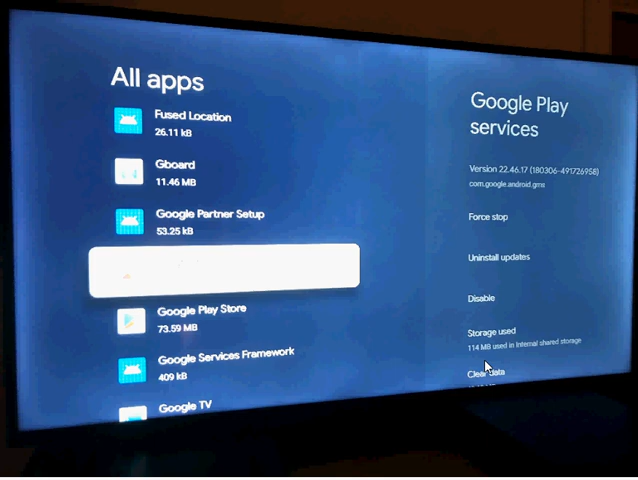 All apps
Fused Location
26.11 kB
Gboard
11.46 MB
Google Partner Setup
53.25 kB
Google Play Store
73.59 MB
Google Services Framework
409 kB
Google TV
Google Play
services
Version 22.46.17 (180306-491726958)
com.google.android.gms
Force stop
Uninstall updates
Disable
Storage used
114 MB used in Internal shared storage
Clear data